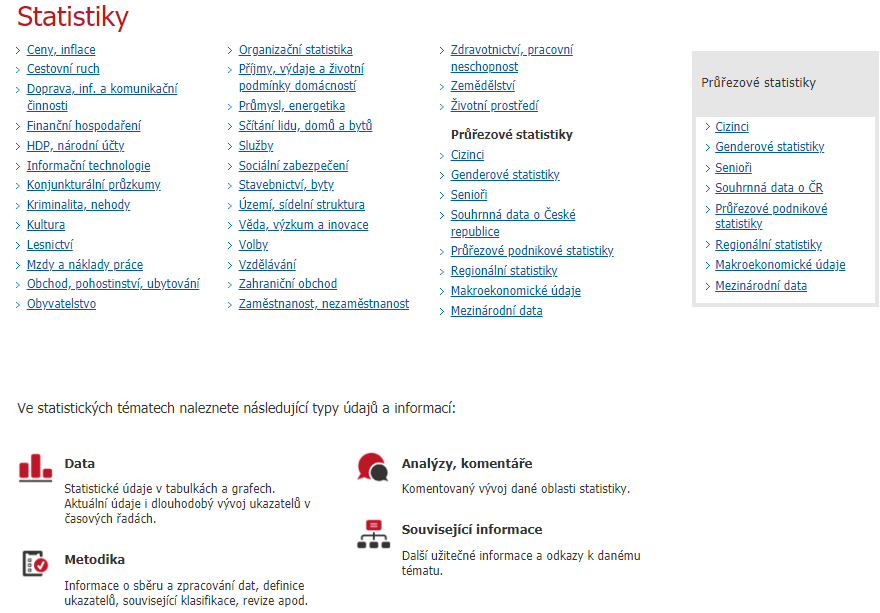 Statistiky
Ceny, inflace
Cestovní ruch
Doprava, inf. a komunikační
činnosti
Finanční hospodaření
HDP, národní účty
Informační technologie
Konjunkturální průzkumy
Kriminalita, nehody
Kultura
Lesnictví
Mzdy a náklady práce
Obchod, pohostinství, ubytování
Obyvatelstvo
Organizační statistika
Příjmy, výdaje a životní
podmínky domácností
Průmysl, energetika
Sčítání lidu, domů a bytů
Služby
Sociální zabezpečení
Stavebnictví, byty
Území, sídelní struktura
Věda, výzkum a inovace
Volby
Vzdělávání
Zahraniční obchod
Zaměstnanost, nezaměstnanost
Zdravotnictví, pracovní
neschopnost
Zemědělství
Životní prostředí
Průřezové statistiky
Cizinci
Genderové statistiky
Senioři
Souhrnná data o České
republice
Průřezové podnikové statistiky
Regionální statistiky
Makroekonomické údaje
Mezinárodní data
Průřezové statistiky
Cizinci
Genderové statistiky
Senioři
Souhrnná data o ČR
Průřezové podnikové
statistiky
Regionální statistiky
Makroekonomické údaje
Mezinárodní data
Ve statistických tématech naleznete následující typy údajů a informací:
Data
Statistické údaje v tabulkách a grafech.
Aktuální údaje i dlouhodobý vývoj ukazatelů v
časových řadách.
Metodika
Informace o sběru a zpracování dat, definice
ukazatelů, související klasifikace, revize apod.
Analýzy, komentáře
Komentovaný vývoj dané oblasti statistiky.
Související informace
Další užitečné informace a odkazy k danému
tématu.